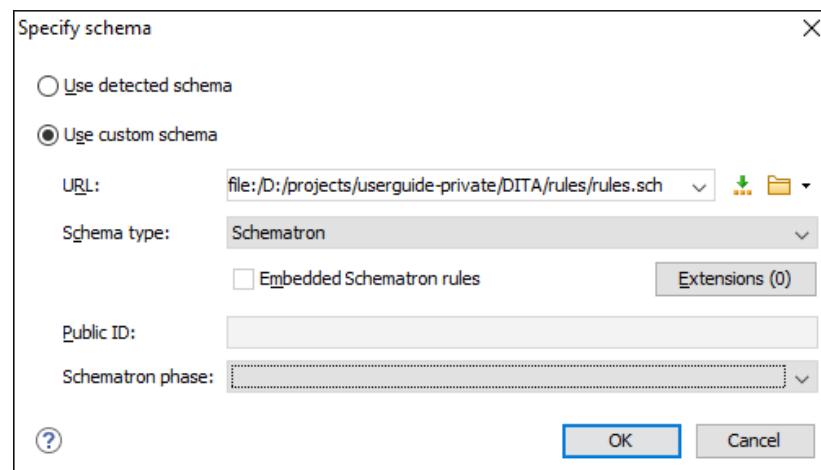 Specify schema
Use detected schema
Use custom schema
URL: file:/D:/projects/userguide-private/DITA/rules/rules.sch
Schema type: Schematron
Embedded Schematron rules Extensions (0)
Public ID:
Schematron phase:
? OK Cancel